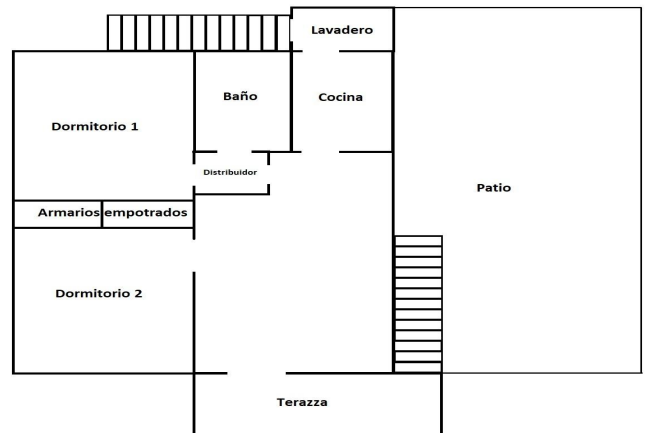 Lavadero
Baño
Cocina
Dormitorio 1
Distribuidor
Patio
Armarios empotrados
Dormitorio 2
Terazza